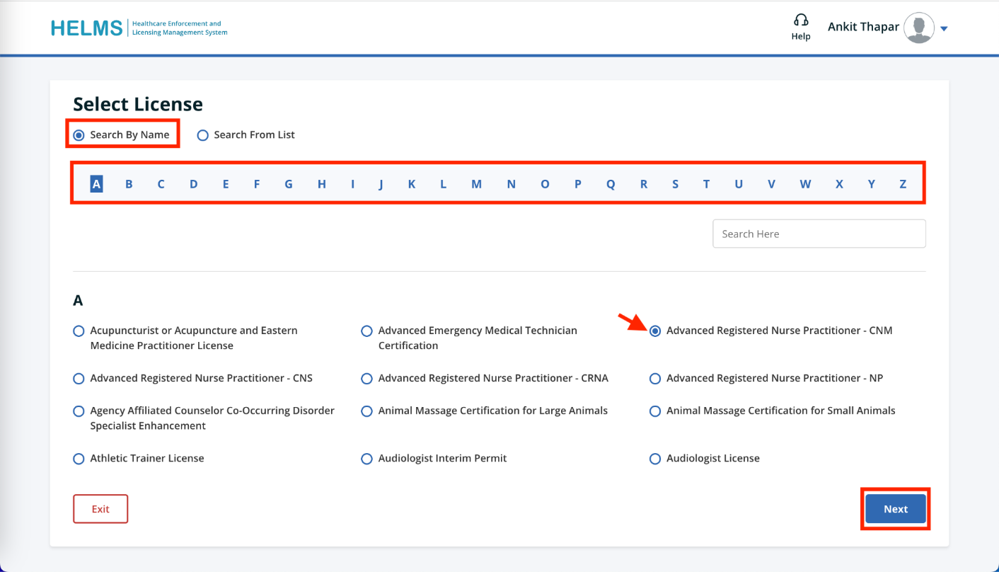 HELMS
Healthcare Enforcement and
Licensing Management System
Help
Ankit Thapar
Select License
Search By Name
Search From List
A B C D E F G H I J K L M N O P Q R S T U V W X Y Z
Search Here
A
Acupuncturist or Acupuncture and Eastern
Medicine Practitioner License
Advanced Emergency Medical Technician
Certification
Advanced Registered Nurse Practitioner - CNM
Advanced Registered Nurse Practitioner - CNS
Advanced Registered Nurse Practitioner - CRNA
Advanced Registered Nurse Practitioner - NP
Agency Affiliated Counselor Co-Occurring Disorder
Specialist Enhancement
Animal Massage Certification for Large Animals
Animal Massage Certification for Small Animals
Athletic Trainer License
Audiologist Interim Permit
Audiologist License
Exit
Next